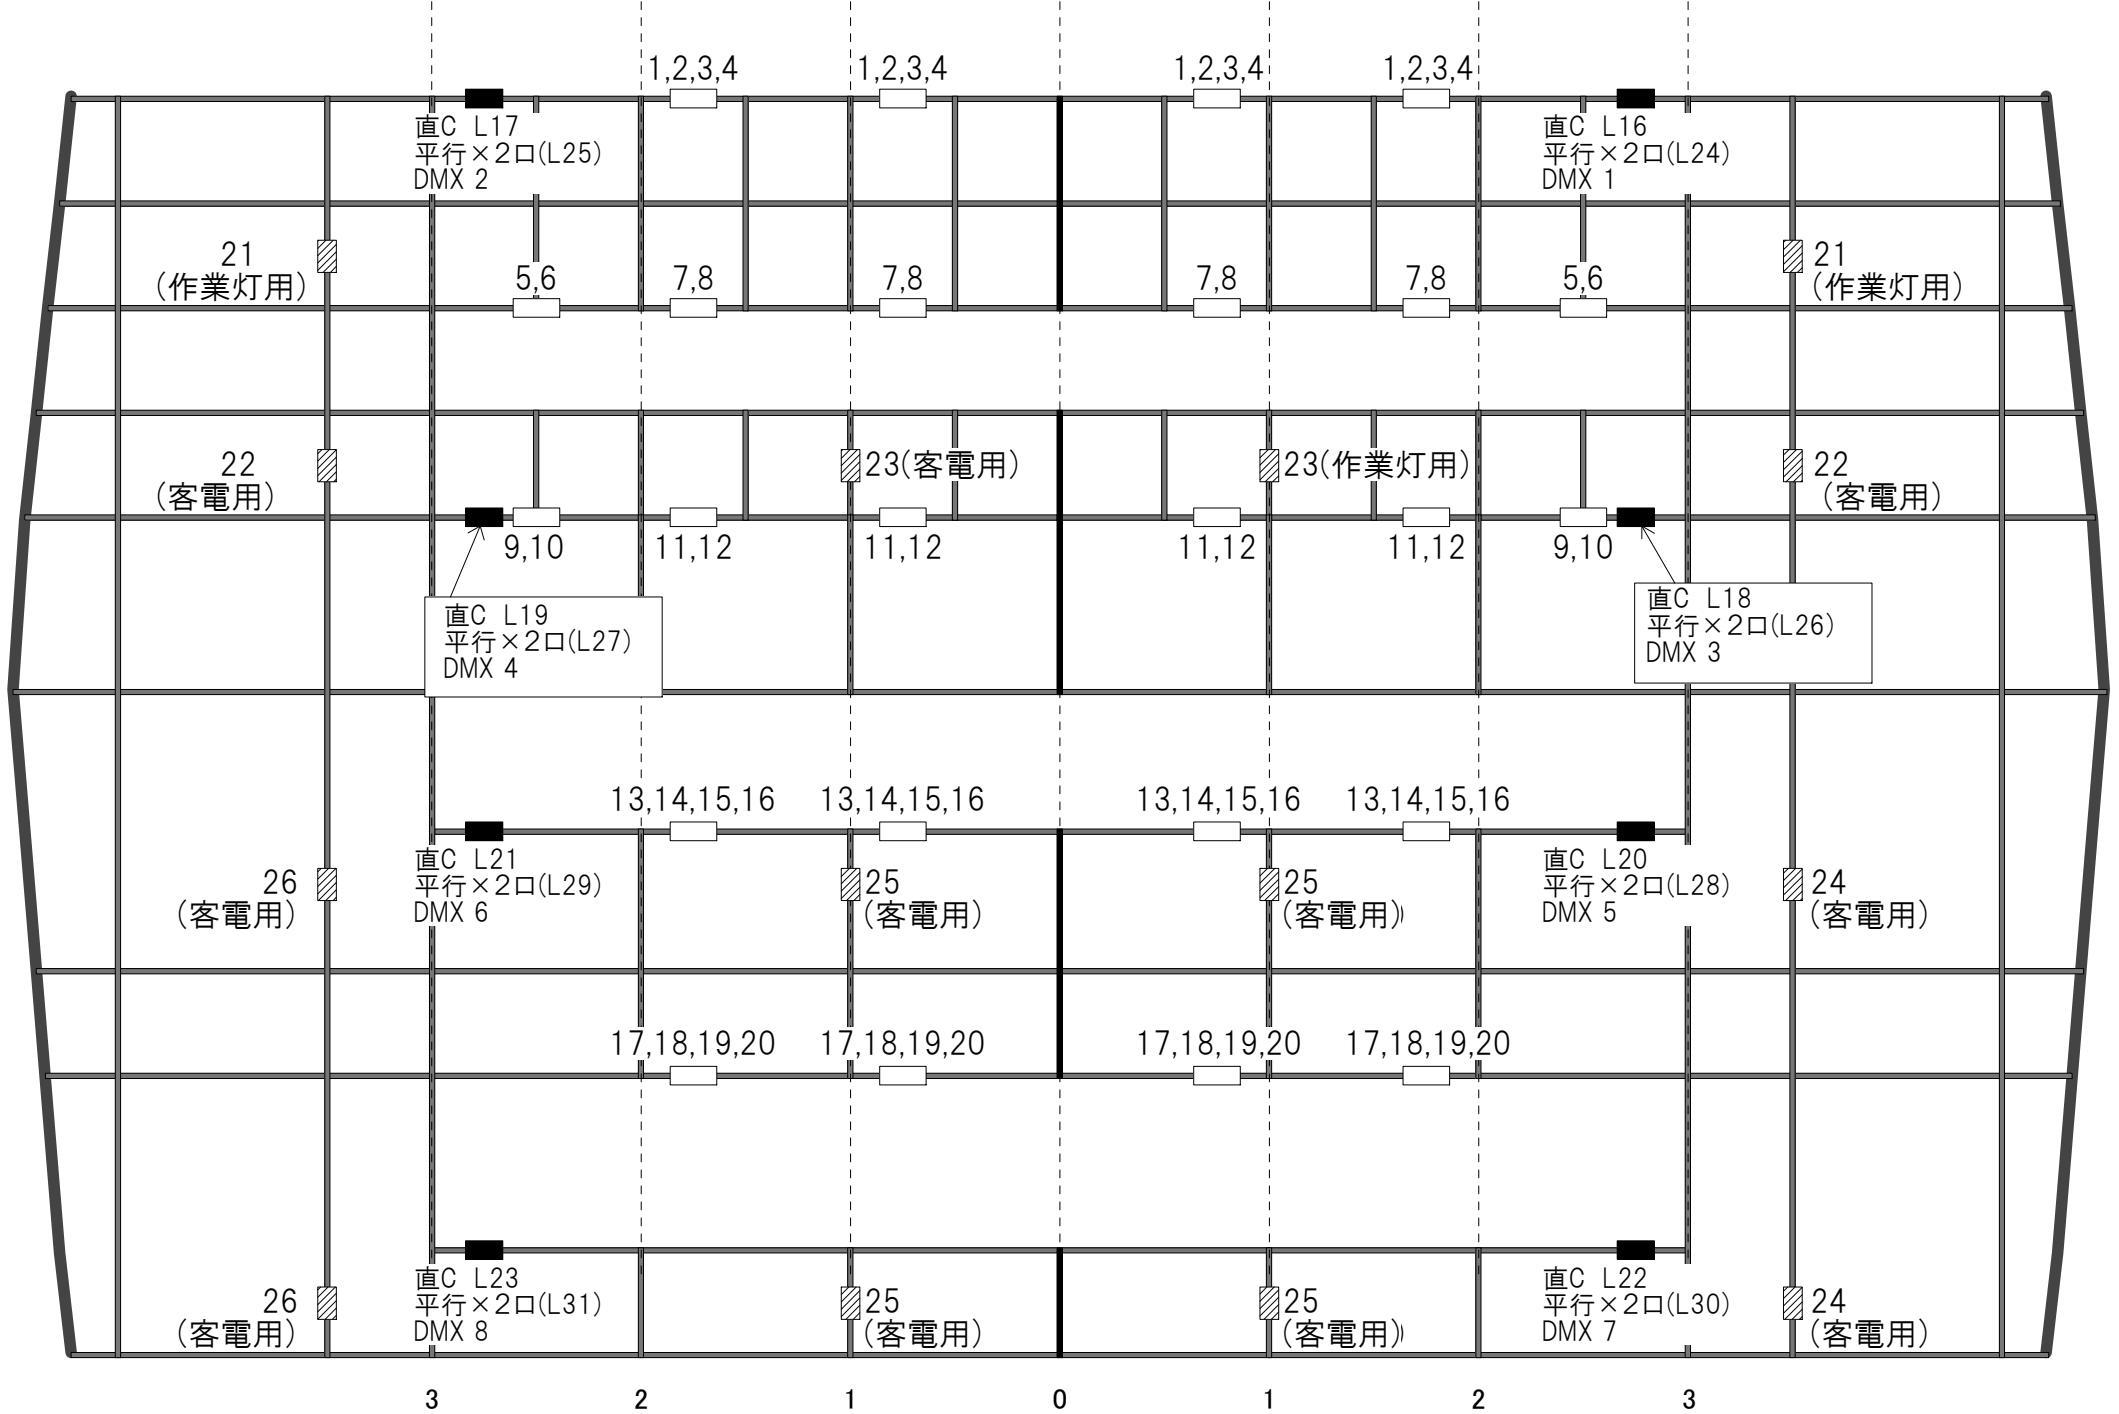 1,2,3,4
1,2,3,4
1,2,3,4
1,2,3,4
直C L17
平行×2口(L25)
DMX 2
直C L16
平行×2口(L24)
DMX 1
21
(作業灯用)
5,6
7,8
7,8
7,8
7,8
5,6
21
(作業灯用)
22
(客電用)
23(客電用)
23(作業灯用)
22
(客電用)
9,10
11,12
11,12
11,12
11,12
9,10
直C L19
平行×2口(L27)
DMX 4
直C L18
平行×2口(L26)
DMX 3
13,14,15,16
13,14,15,16
13,14,15,16
13,14,15,16
26
(客電用)
直C L21
平行×2口(L29)
DMX 6
25
(客電用)
25
(客電用)
直C L20
平行×2口(L28)
DMX 5
24
(客電用)
17,18,19,20
17,18,19,20
17,18,19,20
17,18,19,20
26
(客電用)
直C L23
平行×2口(L31)
DMX 8
25
(客電用)
25
(客電用)
直C L22
平行×2口(L30)
DMX 7
24
(客電用)
3
2
1
0
1
2
3